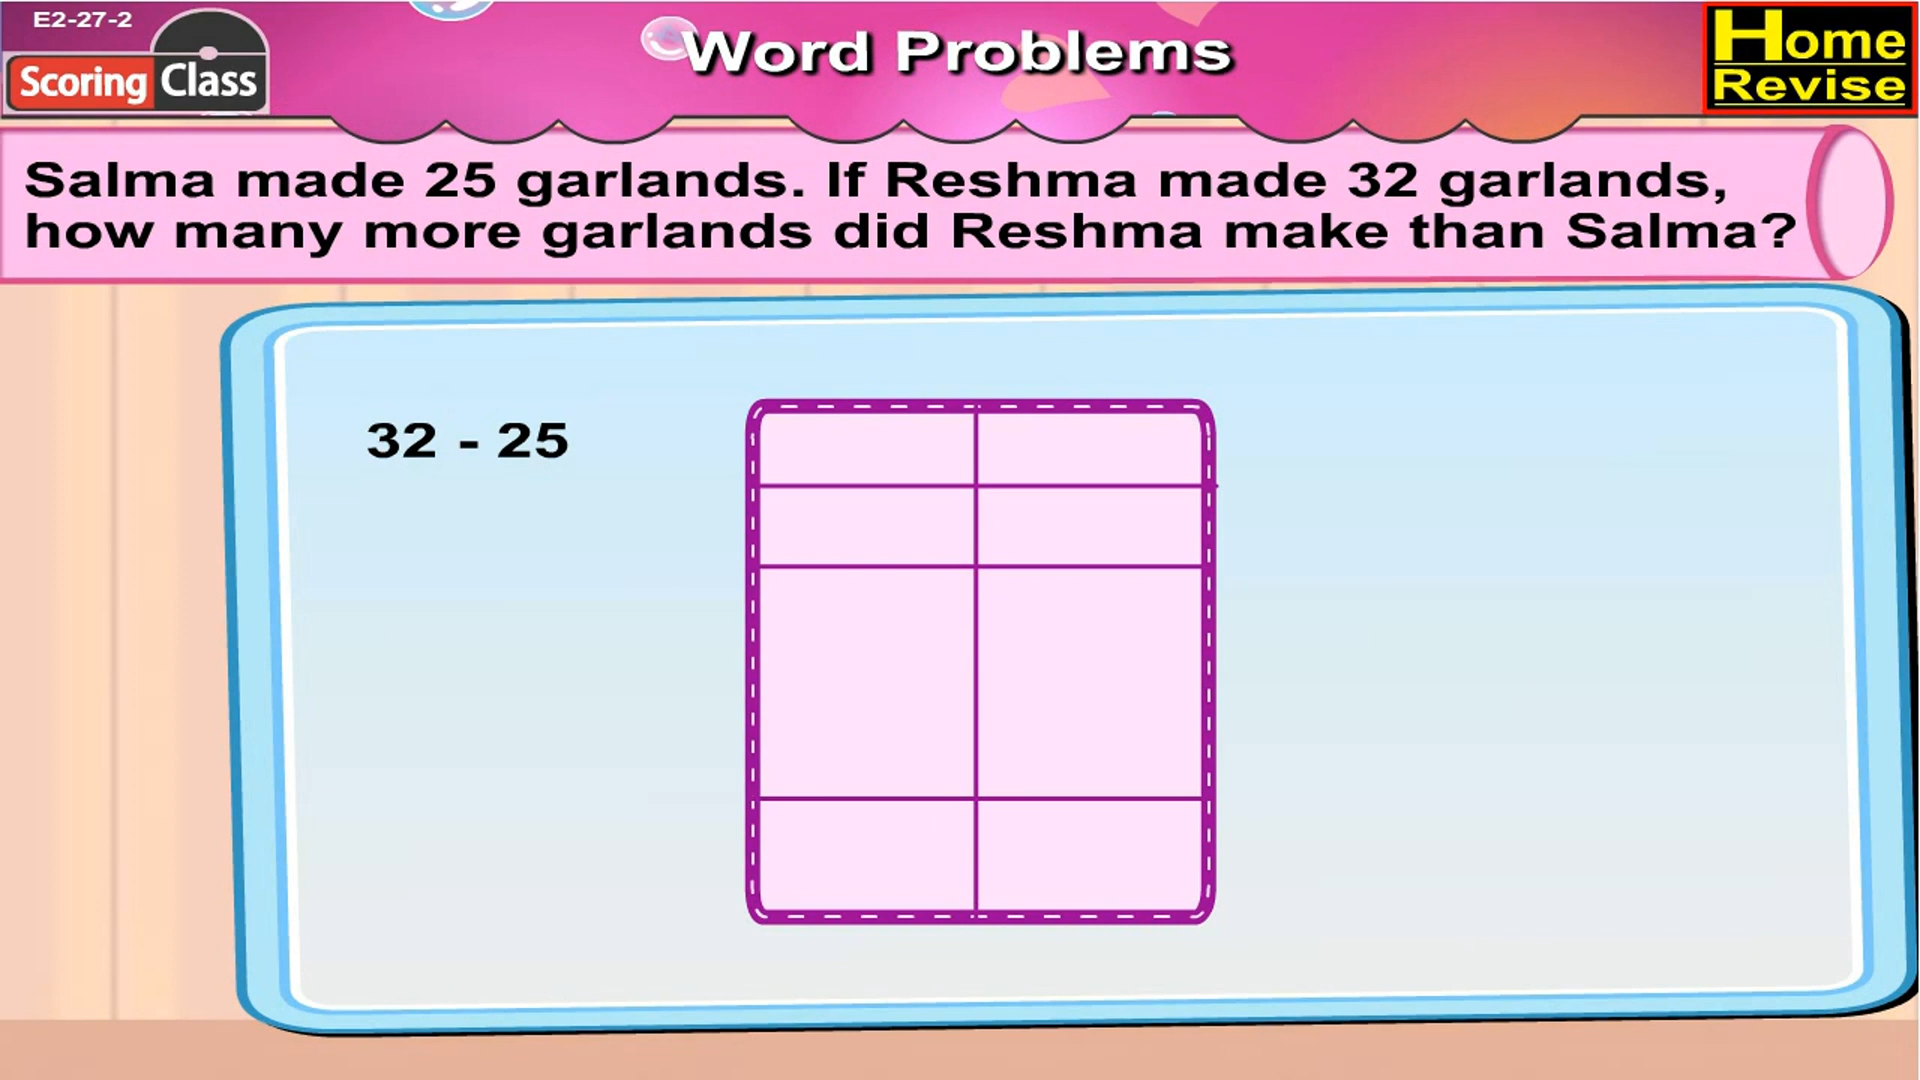 E2-27-2
Scoring Class
Word Problems
Home
Revise
Salma made 25 garlands. If Reshma made 32 garlands,
how many more garlands did Reshma make than Salma?
32 - 25